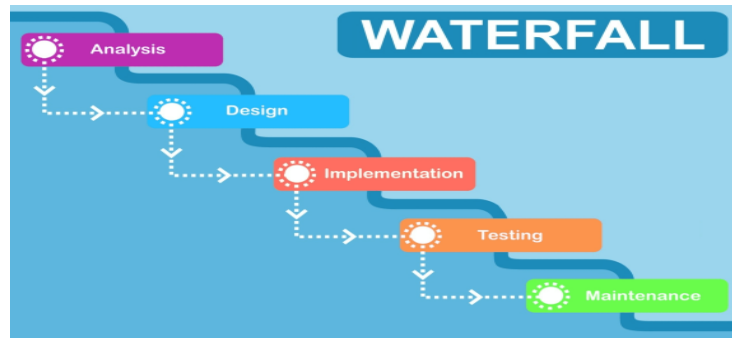 WATERFALL
Analysis
Design
Implementation
Testing
Maintenance